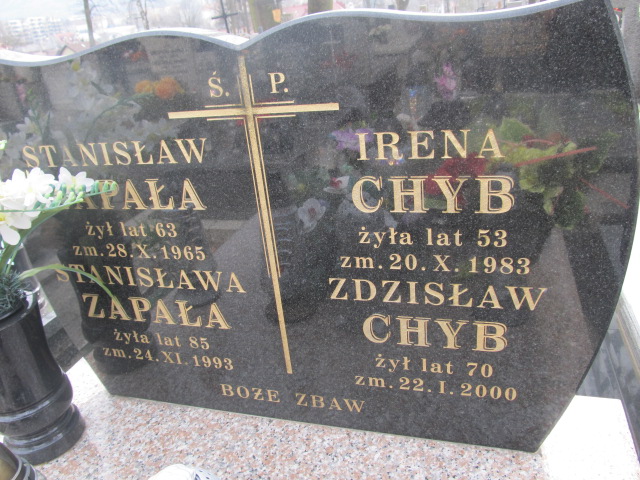 Ś. P.
STANISŁAW
ZAPAŁA
żył lat 63
zm. 28.X.1965
STANISŁAWA
ZAPAŁA
żyła lat 85
zm. 24.XI.1993
IRENA
CHYB
żyła lat 53
zm. 20. X. 1983
ZDZISŁAW
CHYB
żył lat 70
zm. 22. I. 2000
BOŻE ZBAW